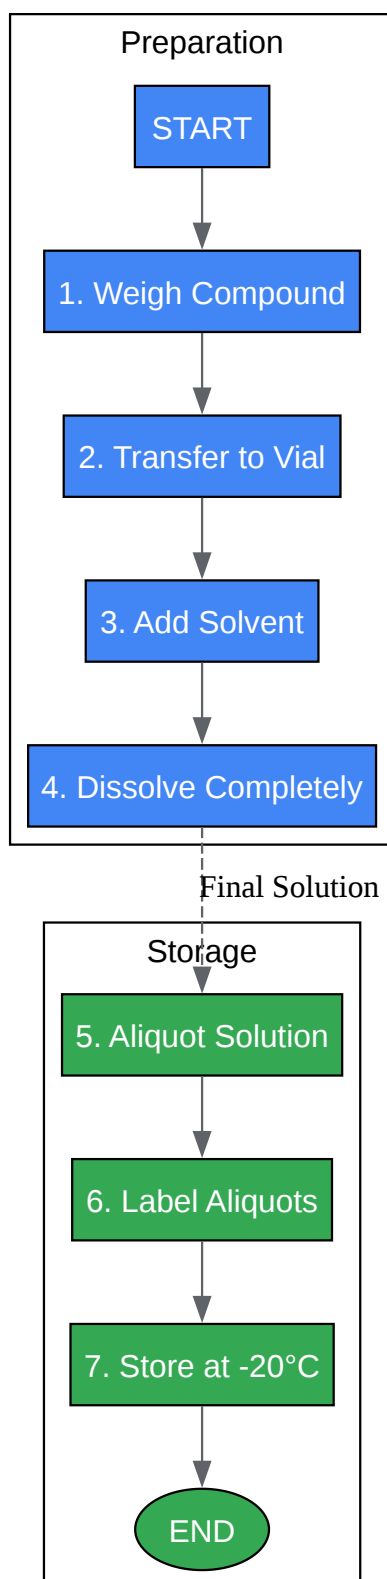 Preparation
START
1. Weigh Compound
2. Transfer to Vial
3. Add Solvent
4. Dissolve Completely
Final Solution
Storage
5. Aliquot Solution
6. Label Aliquots
7. Store at -20°C
END